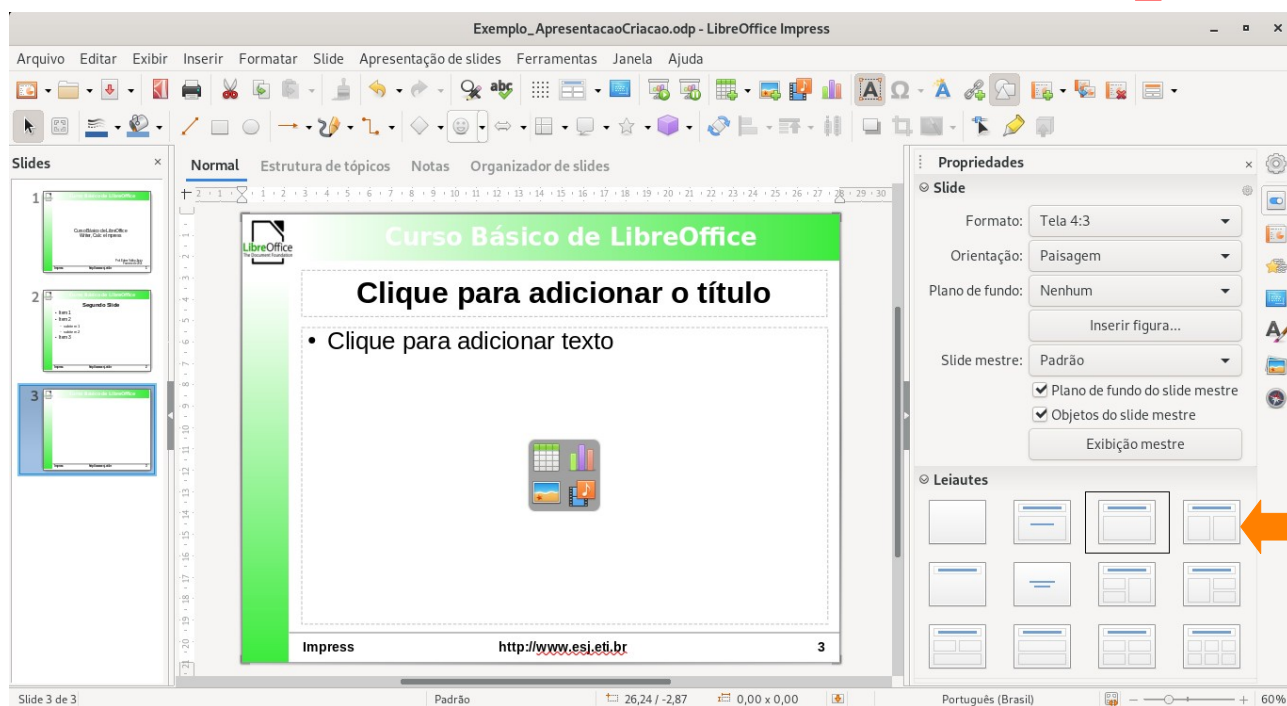 Exemplo_ApresentacaoCriacao.odp - LibreOffice Impress
Arquivo Editar Exibir Inserir Formatar Slide Apresentação de slides Ferramentas Janela Ajuda
Slides
Normal Estrutura de tópicos Notas Organizador de slides
1
2
Segundo Slide
3
LibreOffice
The Document Foundation
Curso Básico de LibreOffice
Clique para adicionar o título
• Clique para adicionar texto
Impress http://www.esj.eti.br 3
Propriedades
Slide
Formato: Tela 4:3
Orientação: Paisagem
Plano de fundo: Nenhum
Inserir figura...
Slide mestre: Padrão
Plano de fundo do slide mestre
Objetos do slide mestre
Exibição mestre
Leiautes
Slide 3 de 3 Padrão 26,24 / -2,87 0,00 x 0,00 Português (Brasil) 60%